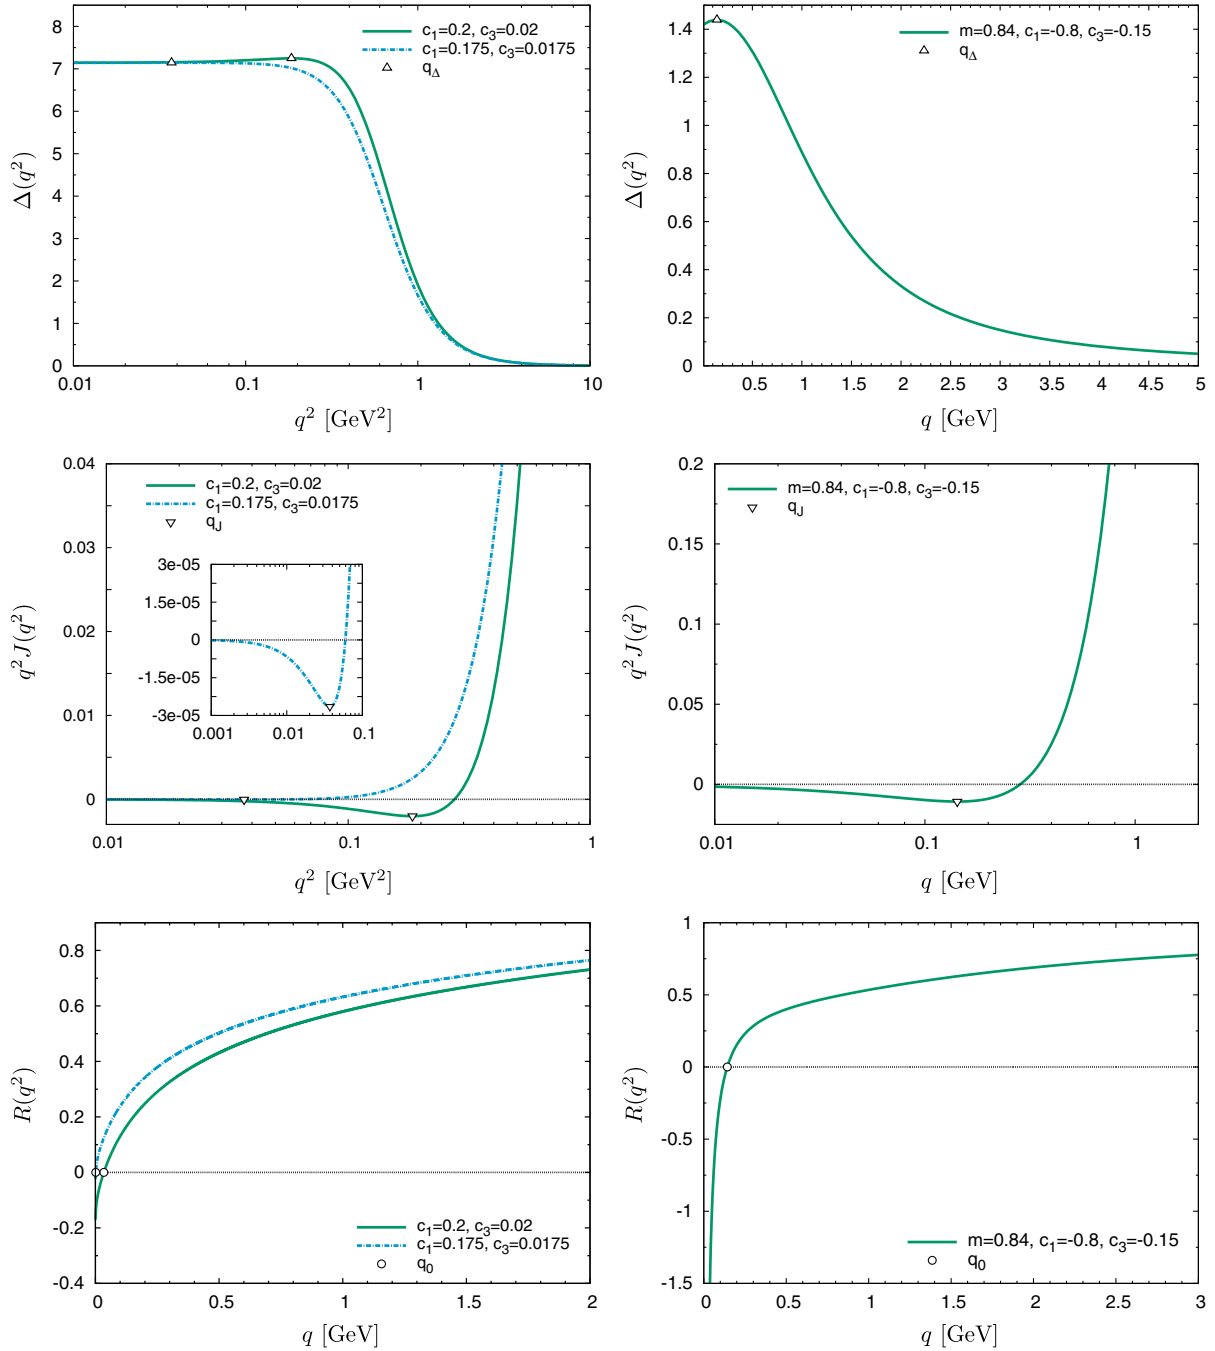 c1=0.2, c3=0.02
c1=0.175, c3=0.0175
qΔ
8
7
6
5
4
3
2
1
0
0.01
0.1
1
10
Δ(q²)
q² [GeV²]
m=0.84, c1=-0.8, c3=-0.15
qΔ
1.4
1.2
1
0.8
0.6
0.4
0.2
0
0.5
1
1.5
2
2.5
3
3.5
4
4.5
5
Δ(q²)
q [GeV]
c1=0.2, c3=0.02
c1=0.175, c3=0.0175
qJ
0.04
0.03
0.02
0.01
0
3e-05
1.5e-05
0
-1.5e-05
-3e-05
0.001
0.01
0.1
0.01
0.1
1
q²J(q²)
q² [GeV²]
m=0.84, c1=-0.8, c3=-0.15
qJ
0.2
0.15
0.1
0.05
0
0.01
0.1
1
q²J(q²)
q [GeV]
0.8
0.6
0.4
0.2
0
-0.2
-0.4
0
0.5
1
1.5
2
R(q²)
q [GeV]
c1=0.2, c3=0.02
c1=0.175, c3=0.0175
q0
1
0.5
0
-0.5
-1
-1.5
0
0.5
1
1.5
2
2.5
3
R(q²)
q [GeV]
m=0.84, c1=-0.8, c3=-0.15
q0